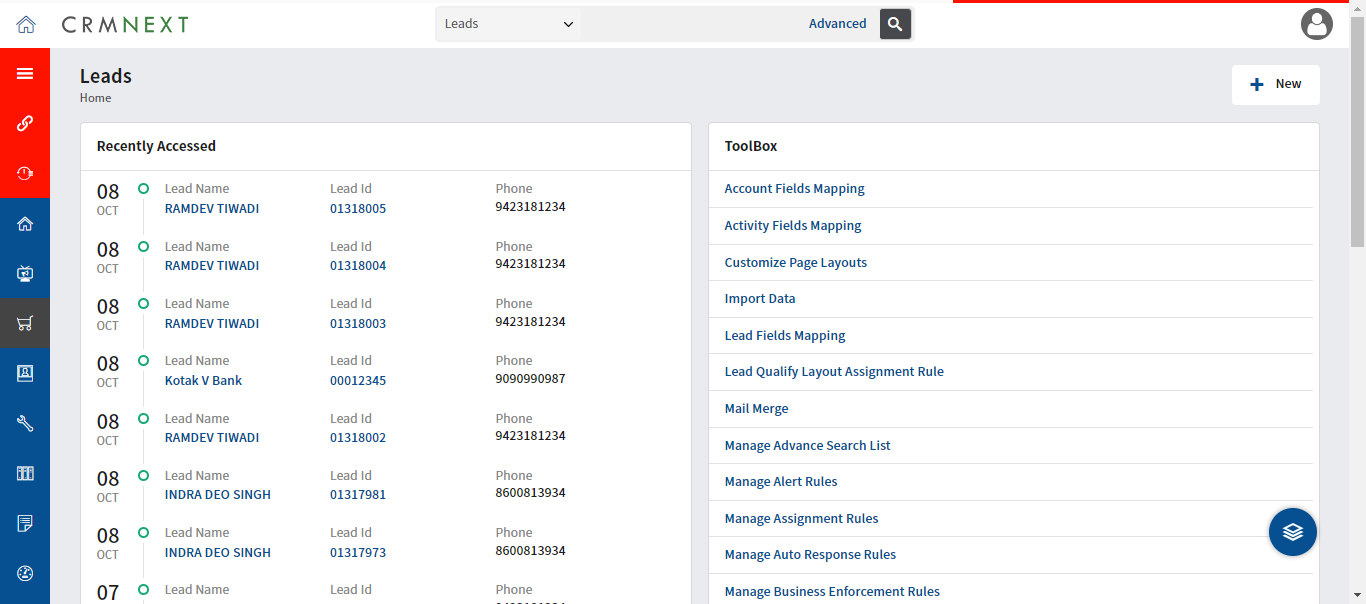 CRMNEXT
Leads
Advanced
Leads
Home
New
Recently Accessed
08 OCT
Lead Name Lead Id Phone
RAMDEV TIWADI 01318005 9423181234
08 OCT
Lead Name Lead Id Phone
RAMDEV TIWADI 01318004 9423181234
08 OCT
Lead Name Lead Id Phone
RAMDEV TIWADI 01318003 9423181234
08 OCT
Lead Name Lead Id Phone
Kotak V Bank 00012345 9090990987
08 OCT
Lead Name Lead Id Phone
RAMDEV TIWADI 01318002 9423181234
08 OCT
Lead Name Lead Id Phone
INDRA DEO SINGH 01317981 8600813934
08 OCT
Lead Name Lead Id Phone
INDRA DEO SINGH 01317973 8600813934
07
Lead Name Lead Id Phone
ToolBox
Account Fields Mapping
Activity Fields Mapping
Customize Page Layouts
Import Data
Lead Fields Mapping
Lead Qualify Layout Assignment Rule
Mail Merge
Manage Advance Search List
Manage Alert Rules
Manage Assignment Rules
Manage Auto Response Rules
Manage Business Enforcement Rules